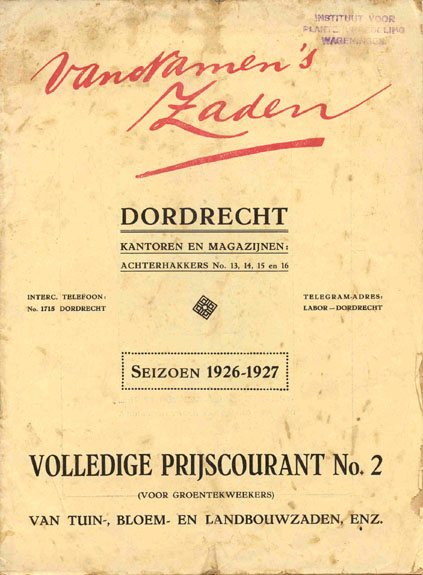 INSTITUUT VOOR
WAGENINGEN
Van Namen's
Zaden
DORDRECHT
KANTOREN EN MAGAZIJNEN:
ACHTERHAKKERS No. 13, 14, 15 en 16
INTERC. TELEFOON:
No. 1715 DORDRECHT
TELEGRAM-ADRES:
LABOR — DORDRECHT
SEIZOEN 1926-1927
VOLLEDIGE PRIJSCOURANT No. 2
(VOOR GROENTEKWEEKERS)
VAN TUIN-, BLOEM- EN LANDBOUWZADEN, ENZ.